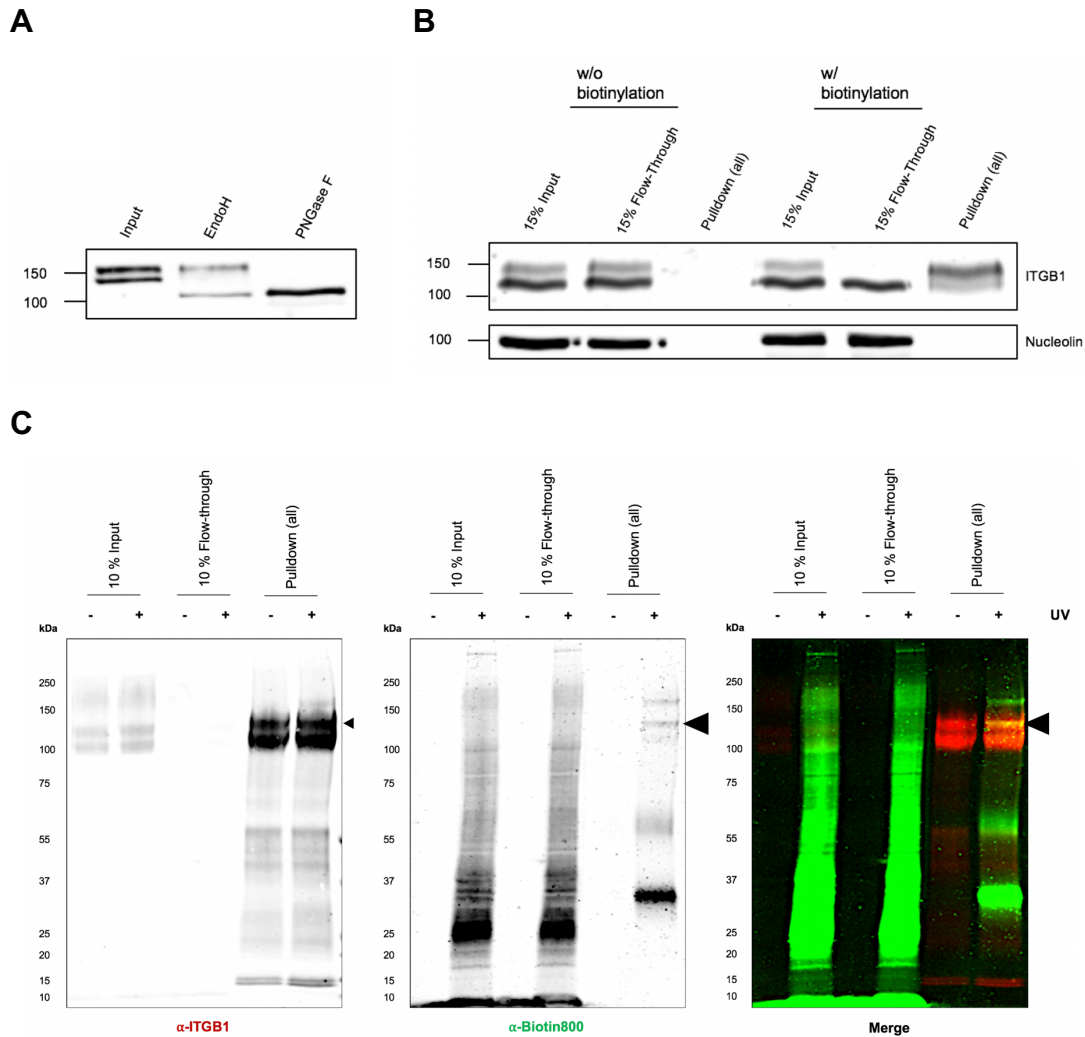 A
Input
EndoH
PNGase F
150
100
B
w/o
biotinylation
w/
biotinylation
15% Input
15% Flow-Through
Pulldown (all)
15% Input
15% Flow-Through
Pulldown (all)
150
100
ITGB1
100
Nucleolin
C
10 % Input
10 % Flow-through
Pulldown (all)
- + - + - +
kDa
250
150
100
75
55
37
25
20
15
10
α-ITGB1
10 % Input
10 % Flow-through
Pulldown (all)
- + - + - +
kDa
250
150
100
75
55
37
25
20
15
10
α-Biotin800
10 % Input
10 % Flow-through
Pulldown (all)
- + - + - + UV
kDa
250
150
100
75
55
37
25
20
15
10
Merge